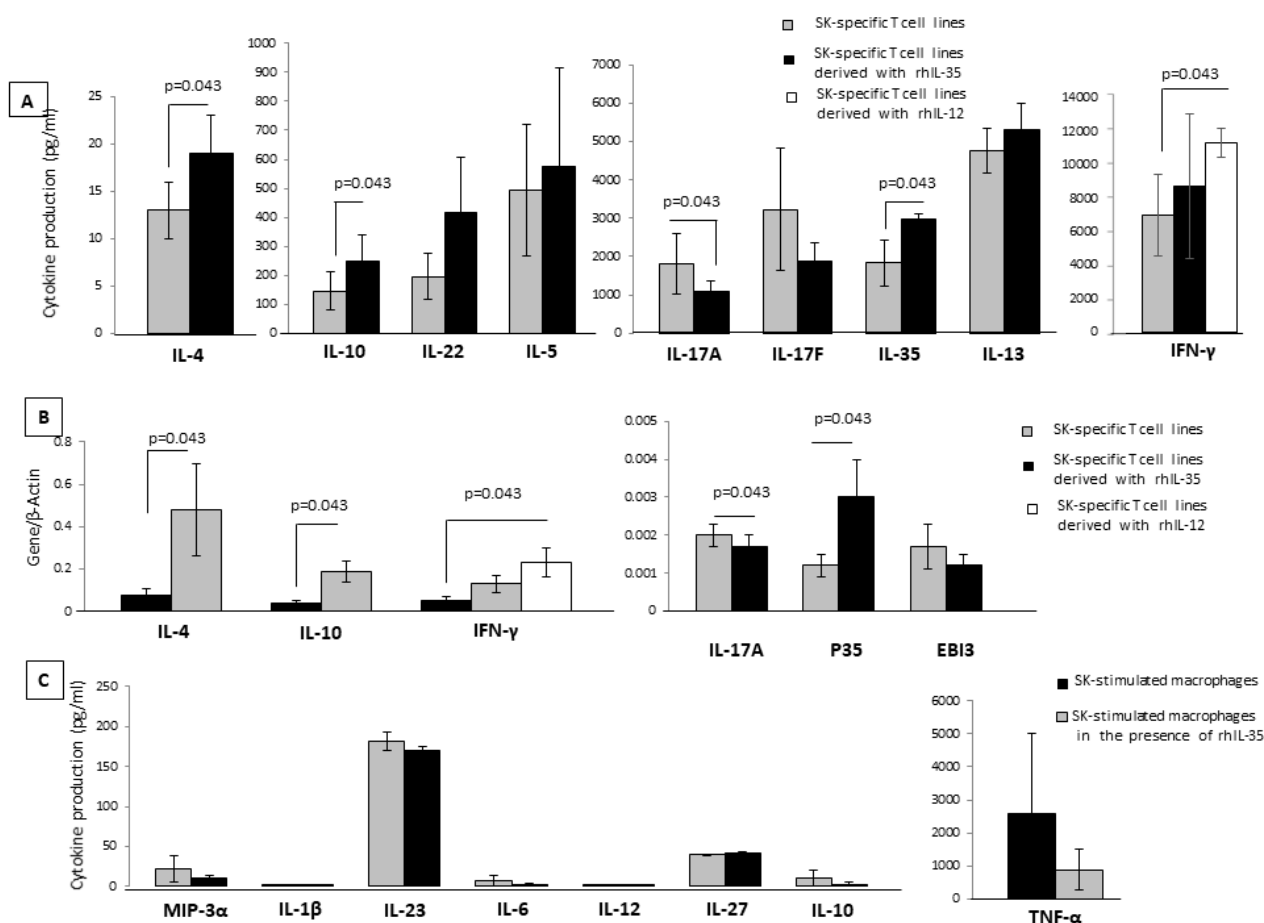 A
Cytokine production (pg/ml)
25
20
15
10
5
0
p=0.043
IL-4
1000
900
800
700
600
500
400
300
200
100
0
p=0.043
IL-10 IL-22 IL-5
SK-specific T cell lines
SK-specific T cell lines
derived with rhIL-35
SK-specific T cell lines
derived with rhIL-12
7000
6000
5000
4000
3000
2000
1000
0
p=0.043
p=0.043
IL-17A IL-17F IL-35 IL-13
14000
12000
10000
8000
6000
4000
2000
0
p=0.043
IFN-γ
B
Gene/β-Actin
0.8
0.6
0.4
0.2
0
p=0.043
p=0.043
p=0.043
IL-4 IL-10 IFN-γ
0.005
0.004
0.003
0.002
0.001
0
p=0.043
p=0.043
IL-17A P35 EBI3
SK-specific T cell lines
SK-specific T cell lines
derived with rhIL-35
SK-specific T cell lines
derived with rhIL-12
C
Cytokine production (pg/ml)
250
200
150
100
50
0
MIP-3α IL-1β IL-23 IL-6 IL-12 IL-27 IL-10
6000
5000
4000
3000
2000
1000
0
TNF-α
SK-stimulated macrophages
SK-stimulated macrophages
in the presence of rhIL-35